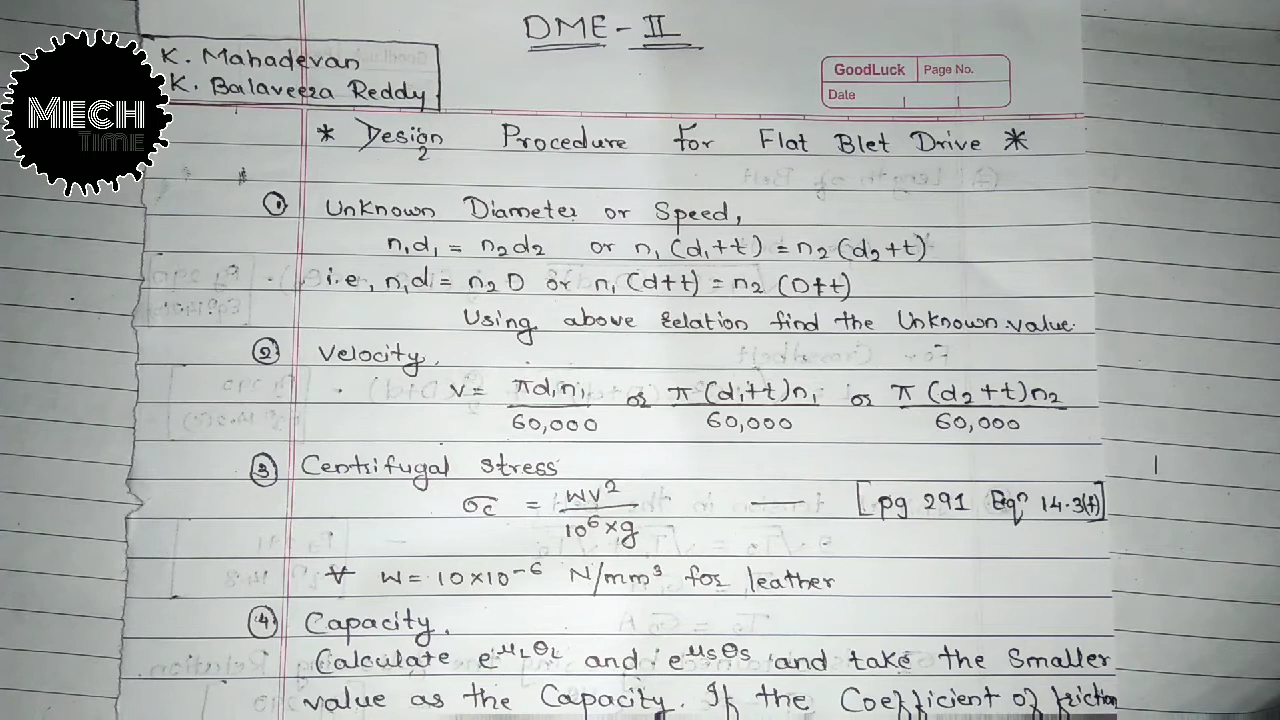 DME - II
K. Mahadevan
K. Balaveera Reddy
MECH
TIME
GoodLuck Page No.
Date
* Design Procedure for Flat Blet Drive *
2
① Unknown Diameter or Speed,
n₁d₁ = n₂d₂ or n₁(d₁+t) = n₂(d₂+t)
i.e, n₁d = n₂D or n₁(d+t) = n₂(D+t)
Using above relation find the Unknown value.
② Velocity.
V = πd₁n₁/60,000 or π(d₁+t)n₁/60,000 or π(d₂+t)n₂/60,000
③ Centrifugal stress
σc = wv²/10⁶×g — [pg 291 Eqⁿ 14.3(f)]
∀ w = 10×10⁻⁶ N/mm³ for leather
④ Capacity.
Calculate e^μLθL and e^μsθs and take the smaller
value as the Capacity. If the Coefficient of friction